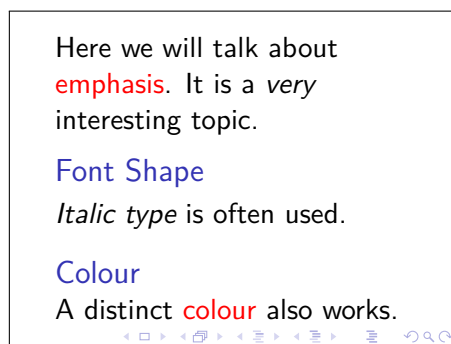 Here we will talk about
emphasis. It is a very
interesting topic.
Font Shape
Italic type is often used.
Colour
A distinct colour also works.